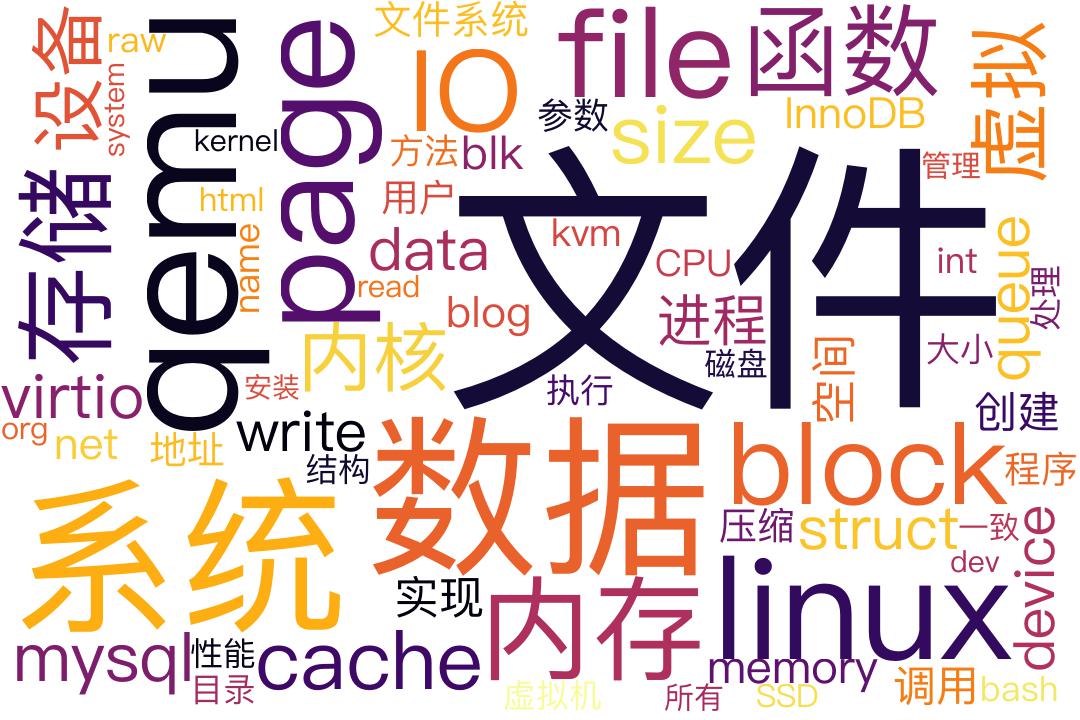 设备
raw
system
qemu
page
文件系统
IO
file
函数
虚拟
kernel
参数
size
InnoDB
方法
blk
管理
存储
html
用户
文件
name
data
kvm
CPU
int
queue
处理
read
blog
进程
内核
磁盘
空间
大小
virtio
安装
执行
创建
org
net
地址
write
结构
数据
block
程序
系统
压缩
struct
一致
device
dev
实现
内存
linux
mysql
性能
cache
memory
目录
虚拟机
所有
SSD
调用
bash